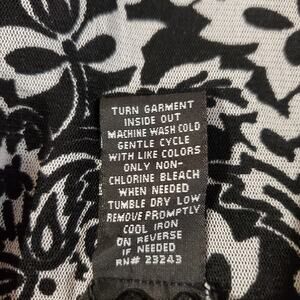 TURN GARMENT
INSIDE OUT
MACHINE WASH COLD
GENTLE CYCLE
WITH LIKE COLORS
ONLY NON-
CHLORINE BLEACH
WHEN NEEDED
TUMBLE DRY LOW
REMOVE PROMPTLY
COOL IRON
ON REVERSE
IF NEEDED
RN# 23243